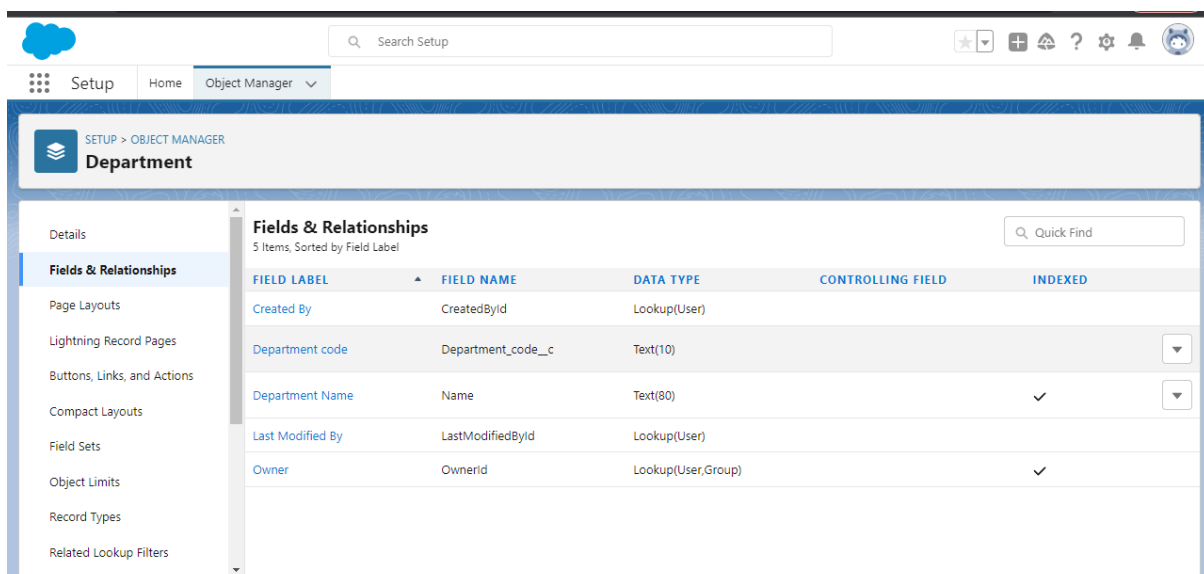 Search Setup
Setup Home Object Manager
SETUP > OBJECT MANAGER
Department
Details
Fields & Relationships
Page Layouts
Lightning Record Pages
Buttons, Links, and Actions
Compact Layouts
Field Sets
Object Limits
Record Types
Related Lookup Filters
Fields & Relationships
5 Items, Sorted by Field Label
Quick Find
FIELD LABEL FIELD NAME DATA TYPE CONTROLLING FIELD INDEXED
Created By CreatedById Lookup(User)
Department code Department_code__c Text(10)
Department Name Name Text(80)
Last Modified By LastModifiedById Lookup(User)
Owner OwnerId Lookup(User,Group)